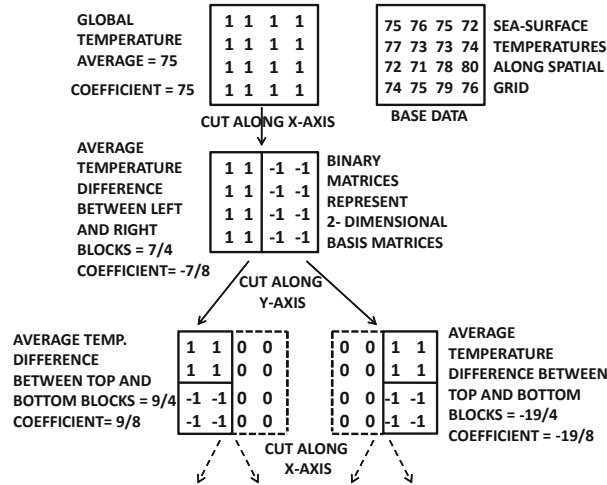 GLOBAL
TEMPERATURE
AVERAGE = 75
COEFFICIENT = 75
1 1 1 1
1 1 1 1
1 1 1 1
1 1 1 1
75 76 75 72
77 73 73 74
72 71 78 80
74 75 79 76
SEA-SURFACE
TEMPERATURES
ALONG SPATIAL
GRID
BASE DATA
CUT ALONG X-AXIS
AVERAGE
TEMPERATURE
DIFFERENCE
BETWEEN LEFT
AND RIGHT
BLOCKS = 7/4
COEFFICIENT= -7/8
1 1 -1 -1
1 1 -1 -1
1 1 -1 -1
1 1 -1 -1
BINARY
MATRICES
REPRESENT
2- DIMENSIONAL
BASIS MATRICES
CUT ALONG
Y-AXIS
AVERAGE TEMP.
DIFFERENCE
BETWEEN TOP AND
BOTTOM BLOCKS = 9/4
COEFFICIENT= 9/8
1 1 0 0
1 1 0 0
-1 -1 0 0
-1 -1 0 0
0 0 1 1
0 0 1 1
0 0 -1 -1
0 0 -1 -1
AVERAGE
TEMPERATURE
DIFFERENCE BETWEEN
TOP AND BOTTOM
BLOCKS = -19/4
COEFFICIENT = -19/8
CUT ALONG
X-AXIS